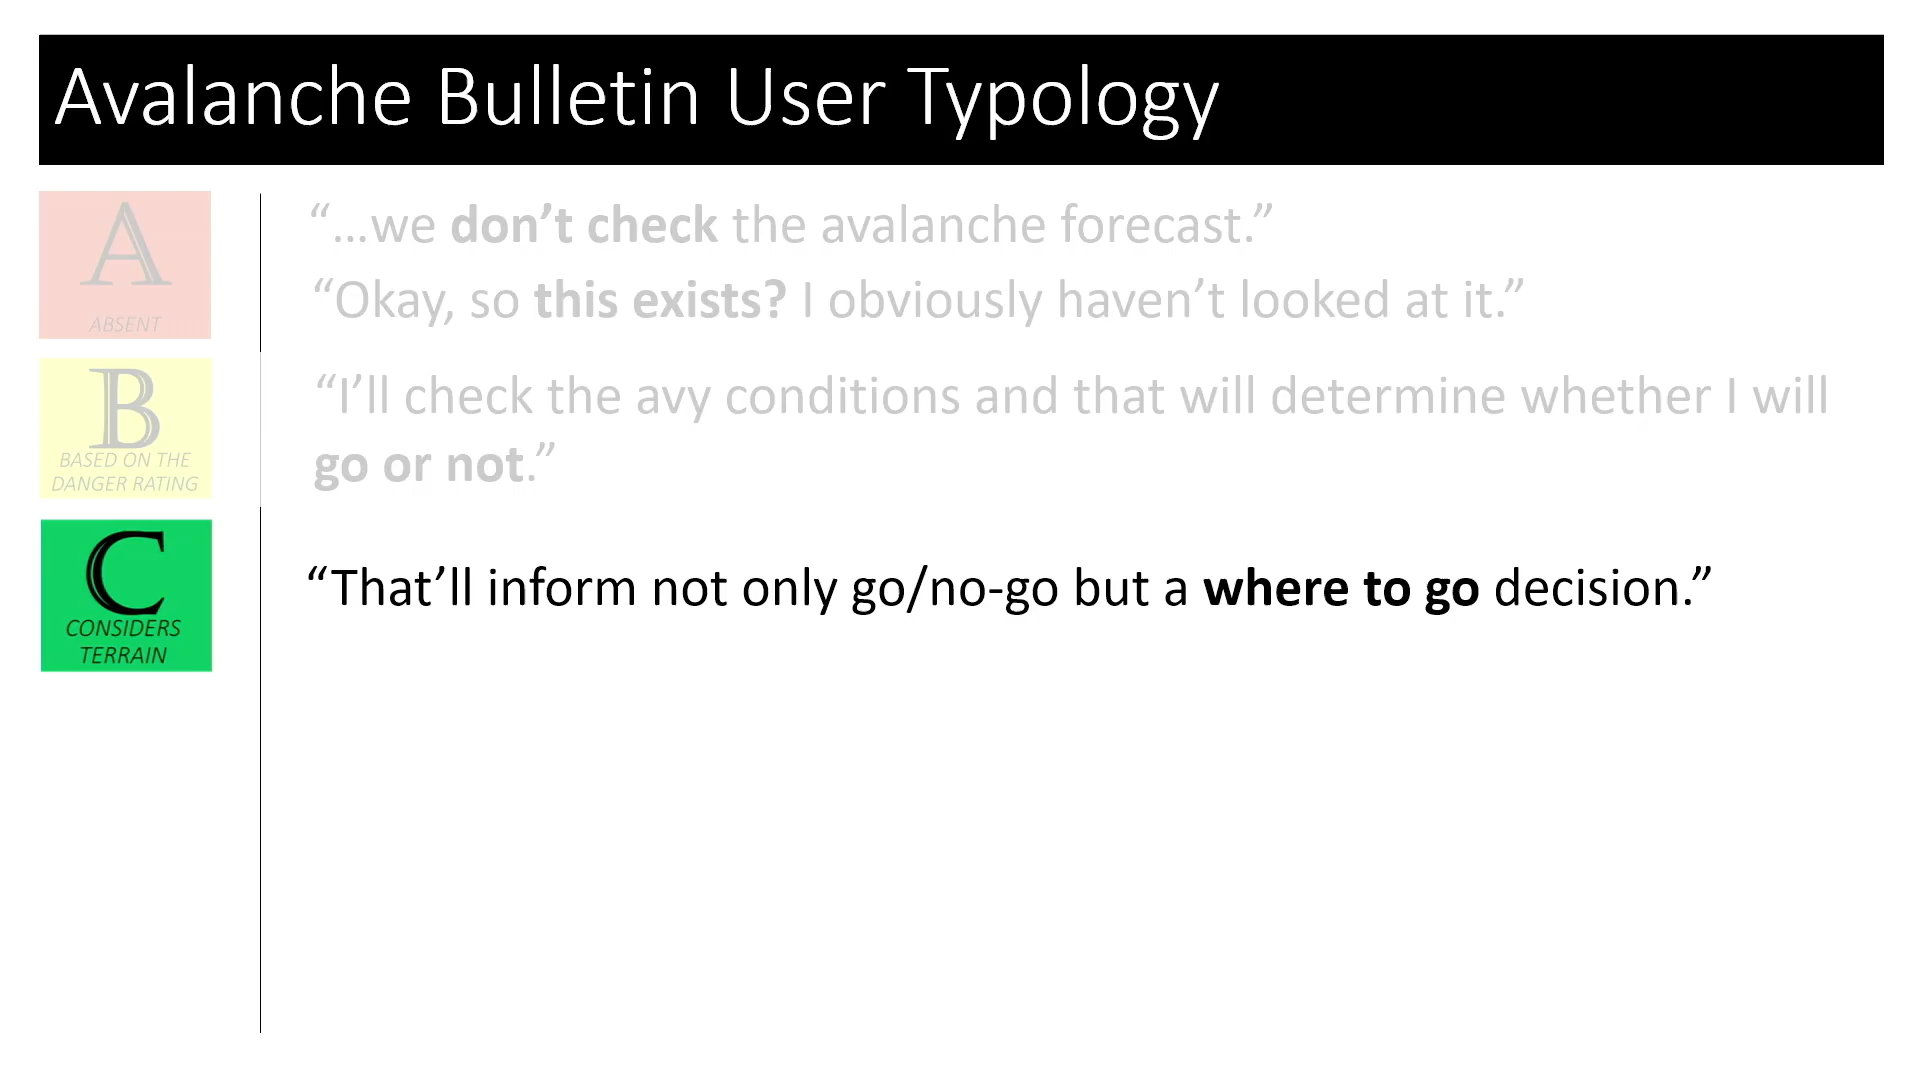 Avalanche Bulletin User Typology
A
ABSENT
“…we don’t check the avalanche forecast.”
“Okay, so this exists? I obviously haven’t looked at it.”
B
BASED ON THE
DANGER RATING
“I’ll check the avy conditions and that will determine whether I will
go or not.”
C
CONSIDERS
TERRAIN
“That’ll inform not only go/no-go but a where to go decision.”